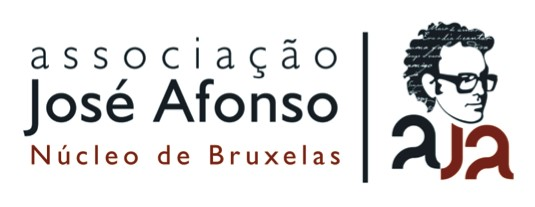 associação
José Afonso
Núcleo de Bruxelas
aja